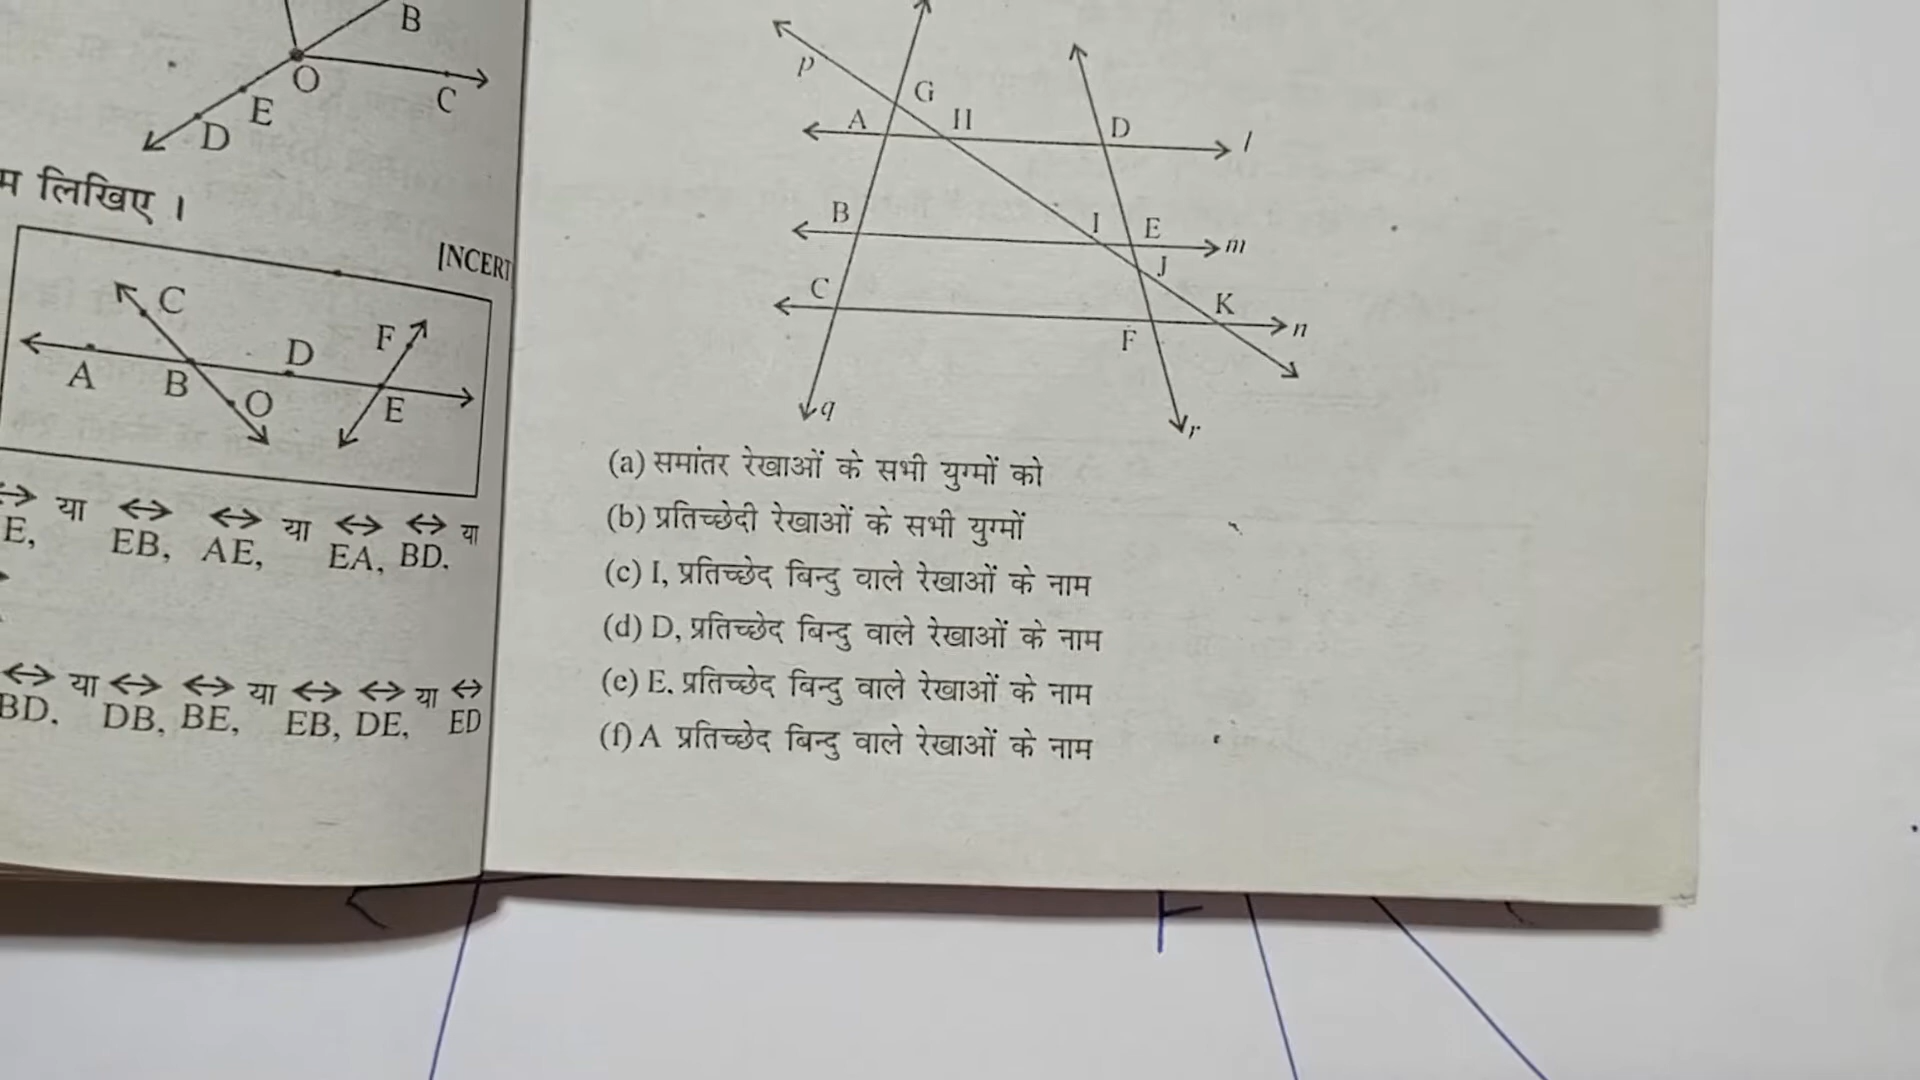 B
O
C
E
D
म लिखिए ।
[NCERT
C
F
D
A
B
O
E
E, या EB, AE, या EA, BD. या
BD. या DB, BE, या EB, DE, या ED
p
G
A
H
D
l
B
I
E
m
J
C
K
F
n
q
r
(a) समांतर रेखाओं के सभी युग्मों को
(b) प्रतिच्छेदी रेखाओं के सभी युग्मों
(c) I, प्रतिच्छेद बिन्दु वाले रेखाओं के नाम
(d) D, प्रतिच्छेद बिन्दु वाले रेखाओं के नाम
(e) E. प्रतिच्छेद बिन्दु वाले रेखाओं के नाम
(f) A प्रतिच्छेद बिन्दु वाले रेखाओं के नाम